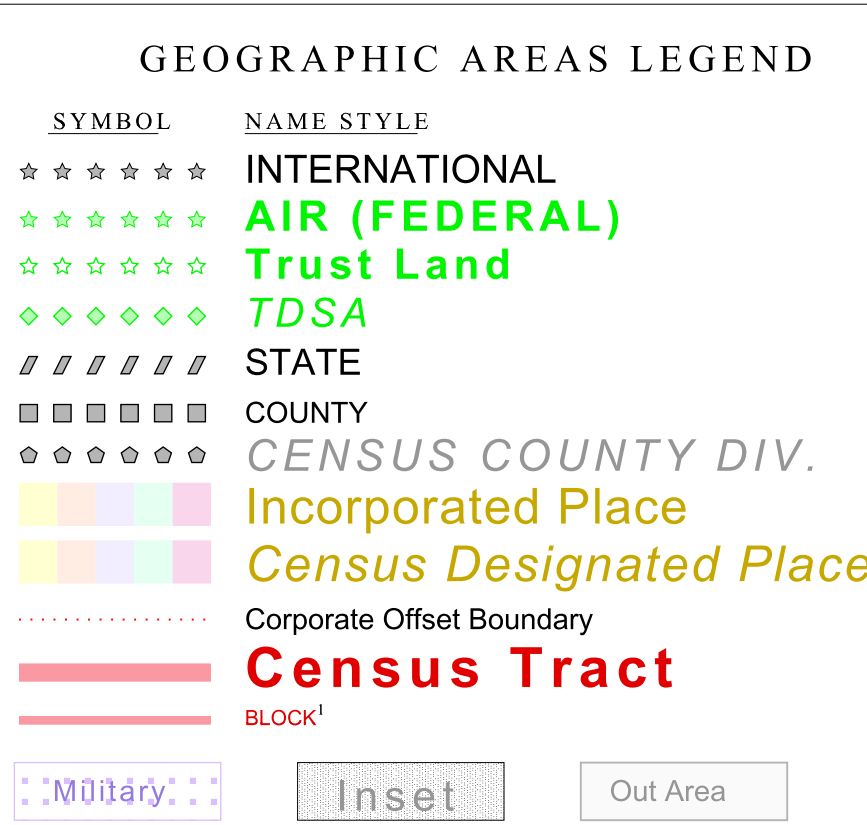 GEOGRAPHIC AREAS LEGEND
SYMBOL NAME STYLE
INTERNATIONAL
AIR (FEDERAL)
Trust Land
TDSA
STATE
COUNTY
CENSUS COUNTY DIV.
Incorporated Place
Census Designated Place
Corporate Offset Boundary
Census Tract
BLOCK¹
Military Inset Out Area